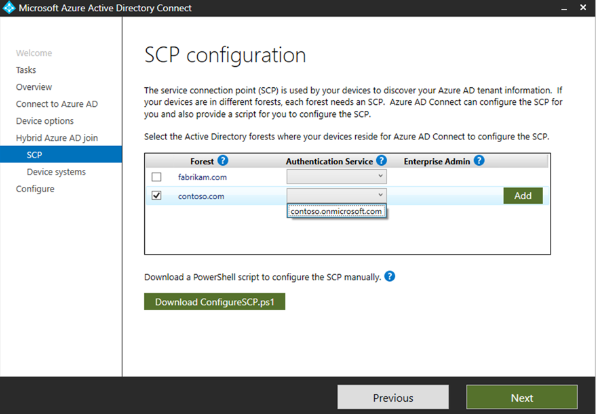 Microsoft Azure Active Directory Connect
Welcome
Tasks
Overview
Connect to Azure AD
Device options
Hybrid Azure AD join
SCP
Device systems
Configure
SCP configuration
The service connection point (SCP) is used by your devices to discover your Azure AD tenant information. If
your devices are in different forests, each forest needs an SCP. Azure AD Connect can configure the SCP for
you and also provide a script for you to configure the SCP.
Select the Active Directory forests where your devices reside for Azure AD Connect to configure the SCP.
Forest ? Authentication Service ? Enterprise Admin ?
fabrikam.com
contoso.com Add
contoso.onmicrosoft.com
Download a PowerShell script to configure the SCP manually. ?
Download ConfigureSCP.ps1
Previous Next